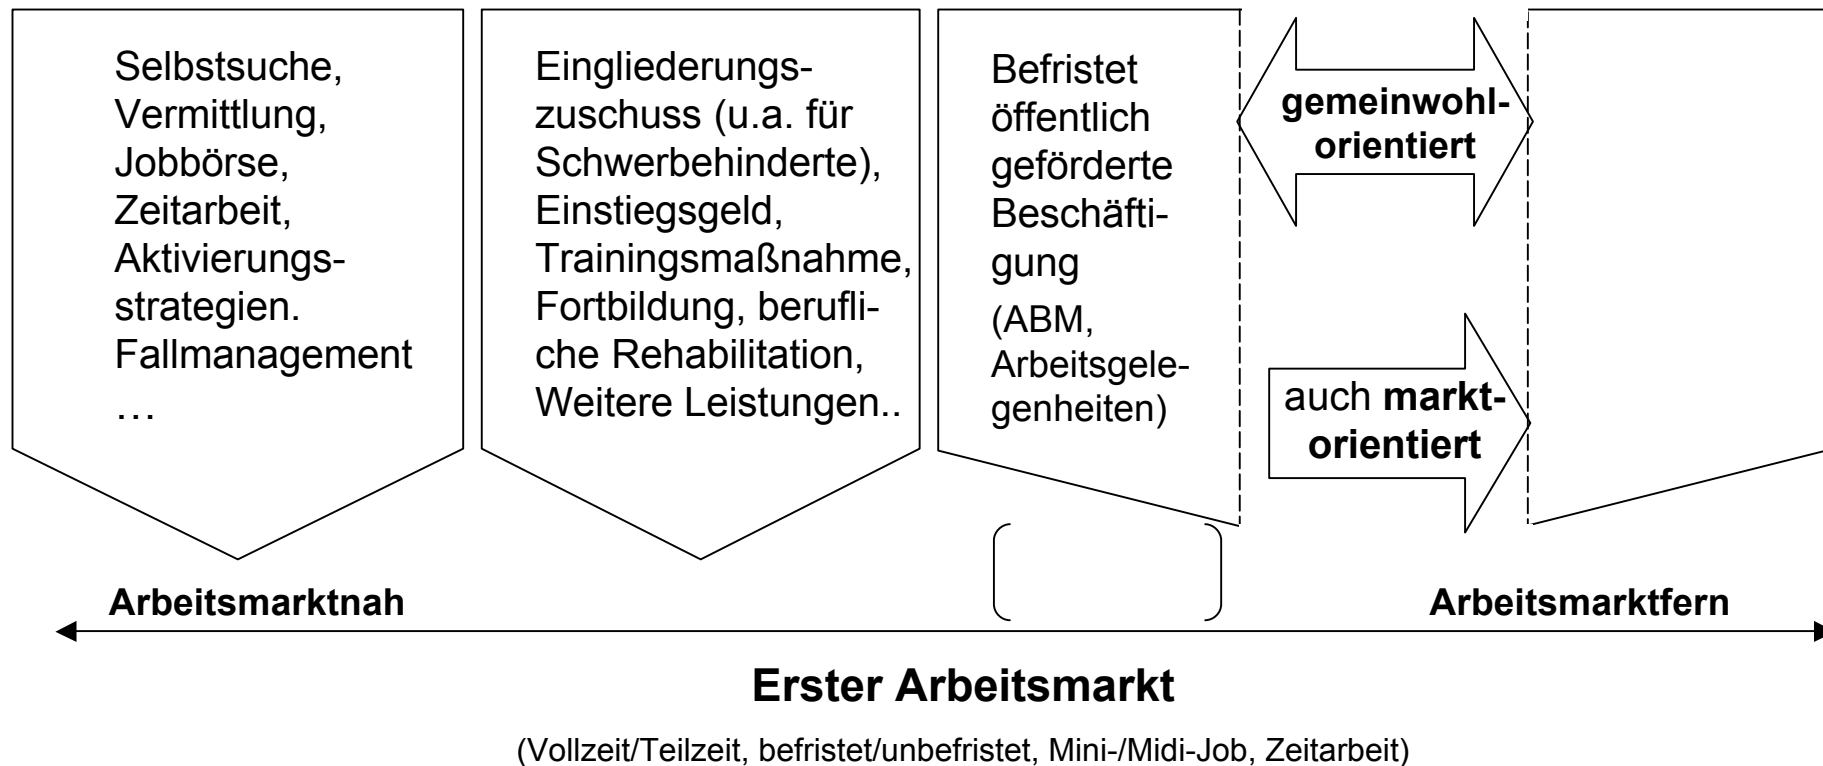 Selbstsuche,
Vermittlung,
Jobbörse,
Zeitarbeit,
Aktivierungs-
strategien.
Fallmanagement
…
Eingliederungs-
zuschuss (u.a. für
Schwerbehinderte),
Einstiegsgeld,
Trainingsmaßnahme,
Fortbildung, berufli-
che Rehabilitation,
Weitere Leistungen..
Befristet
öffentlich
geförderte
Beschäfti-
gung
(ABM,
Arbeitsgele-
genheiten)
gemeinwohl-
orientiert
auch markt-
orientiert
Arbeitsmarktnah
Arbeitsmarktfern
Erster Arbeitsmarkt
(Vollzeit/Teilzeit, befristet/unbefristet, Mini-/Midi-Job, Zeitarbeit)